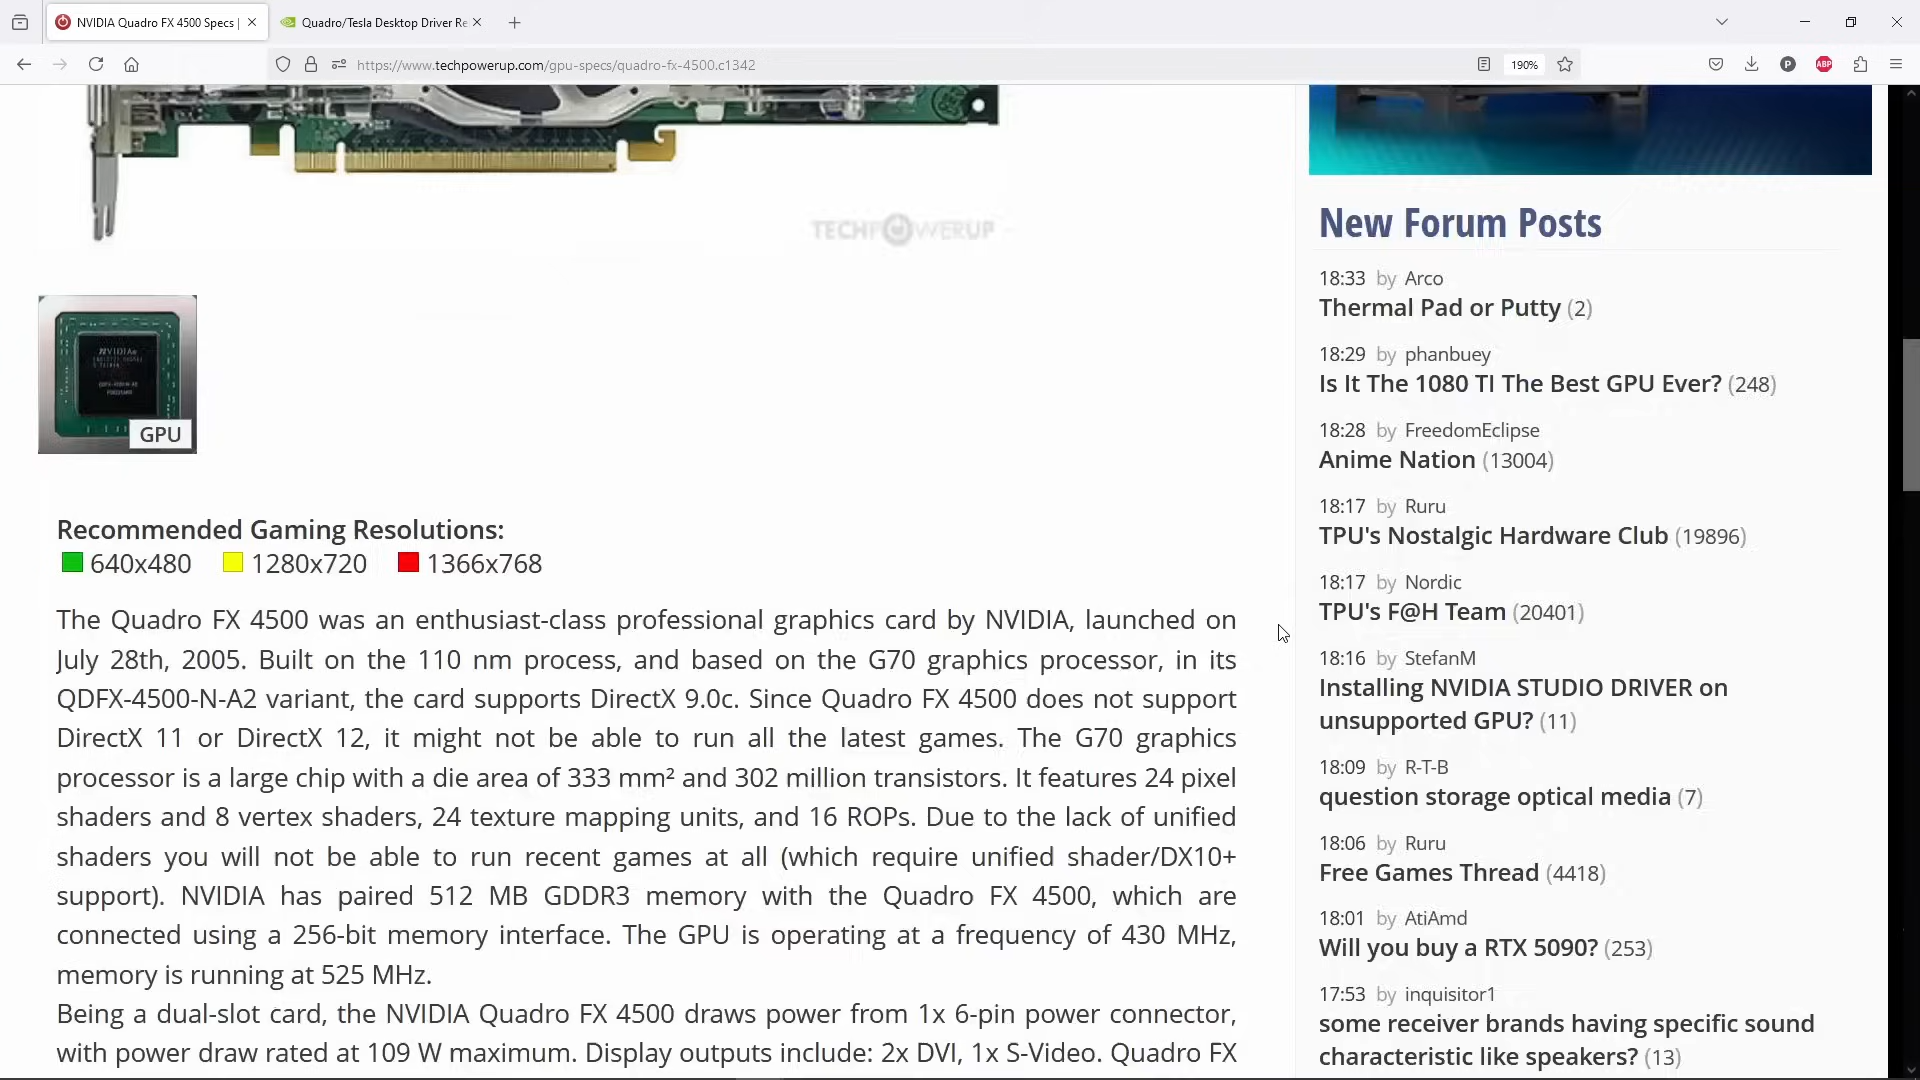 NVIDIA Quadro FX 4500 Specs |
Quadro/Tesla Desktop Driver Re
https://www.techpowerup.com/gpu-specs/quadro-fx-4500.c1342
190%
P
ABP
TECHPOWERUP
NVIDIA
GPU
Recommended Gaming Resolutions:
640x480 1280x720 1366x768
The Quadro FX 4500 was an enthusiast-class professional graphics card by NVIDIA, launched on
July 28th, 2005. Built on the 110 nm process, and based on the G70 graphics processor, in its
QDFX-4500-N-A2 variant, the card supports DirectX 9.0c. Since Quadro FX 4500 does not support
DirectX 11 or DirectX 12, it might not be able to run all the latest games. The G70 graphics
processor is a large chip with a die area of 333 mm² and 302 million transistors. It features 24 pixel
shaders and 8 vertex shaders, 24 texture mapping units, and 16 ROPs. Due to the lack of unified
shaders you will not be able to run recent games at all (which require unified shader/DX10+
support). NVIDIA has paired 512 MB GDDR3 memory with the Quadro FX 4500, which are
connected using a 256-bit memory interface. The GPU is operating at a frequency of 430 MHz,
memory is running at 525 MHz.
Being a dual-slot card, the NVIDIA Quadro FX 4500 draws power from 1x 6-pin power connector,
with power draw rated at 109 W maximum. Display outputs include: 2x DVI, 1x S-Video. Quadro FX
New Forum Posts
18:33 by Arco
Thermal Pad or Putty (2)
18:29 by phanbuey
Is It The 1080 TI The Best GPU Ever? (248)
18:28 by FreedomEclipse
Anime Nation (13004)
18:17 by Ruru
TPU's Nostalgic Hardware Club (19896)
18:17 by Nordic
TPU's F@H Team (20401)
18:16 by StefanM
Installing NVIDIA STUDIO DRIVER on
unsupported GPU? (11)
18:09 by R-T-B
question storage optical media (7)
18:06 by Ruru
Free Games Thread (4418)
18:01 by AtiAmd
Will you buy a RTX 5090? (253)
17:53 by inquisitor1
some receiver brands having specific sound
characteristic like speakers? (13)